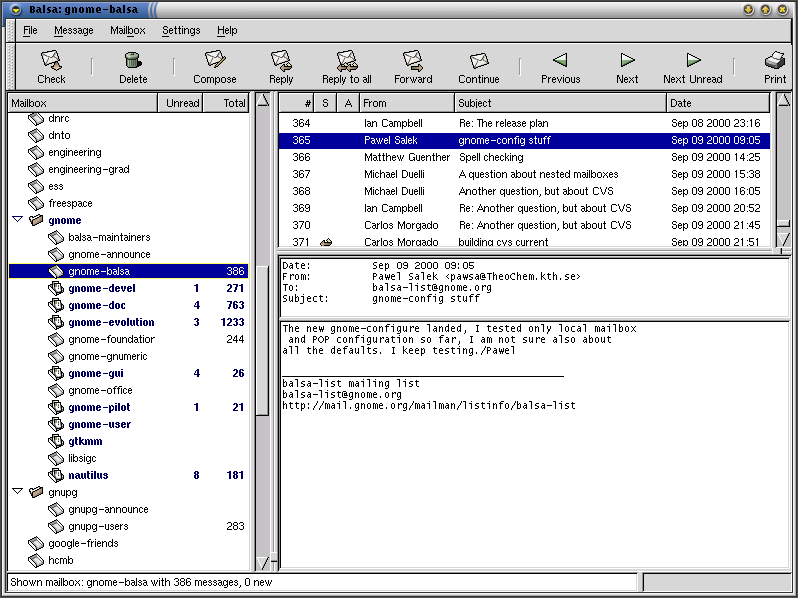 Balsa: gnome-balsa
File Message Mailbox Settings Help
Check Delete Compose Reply Reply to all Forward Continue Previous Next Next Unread Print
Mailbox Unread Total
dnrc
dnto
engineering
engineering-grad
ess
freespace
gnome
balsa-maintainers
gnome-announce
gnome-balsa 386
gnome-devel 1 271
gnome-doc 4 763
gnome-evolution 3 1233
gnome-foundation 244
gnome-gnumeric
gnome-gui 4 26
gnome-office
gnome-pilot 1 21
gnome-user
gtkmm
libsigc
nautilus 8 181
gnupg
gnupg-announce
gnupg-users 283
google-friends
hcmb
# S A From Subject Date
364 Ian Campbell Re: The release plan Sep 08 2000 23:16
365 Pawel Salek gnome-config stuff Sep 09 2000 09:05
366 Matthew Guenther Spell checking Sep 09 2000 14:25
367 Michael Duelli A question about nested mailboxes Sep 09 2000 15:38
368 Michael Duelli Another question, but about CVS Sep 09 2000 16:05
369 Ian Campbell Re: Another question, but about CVS Sep 09 2000 20:52
370 Carlos Morgado Re: Another question, but about CVS Sep 09 2000 21:45
371 Carlos Morgado building cvs current Sep 09 2000 21:51
Date: Sep 09 2000 09:05
From: Pawel Salek <pawsa@TheoChem.kth.se>
To: balsa-list@gnome.org
Subject: gnome-config stuff
The new gnome-configure landed, I tested only local mailbox
and POP configuration so far, I am not sure also about
all the defaults. I keep testing./Pawel
_______________________________________________
balsa-list mailing list
balsa-list@gnome.org
http://mail.gnome.org/mailman/listinfo/balsa-list
Shown mailbox: gnome-balsa with 386 messages, 0 new